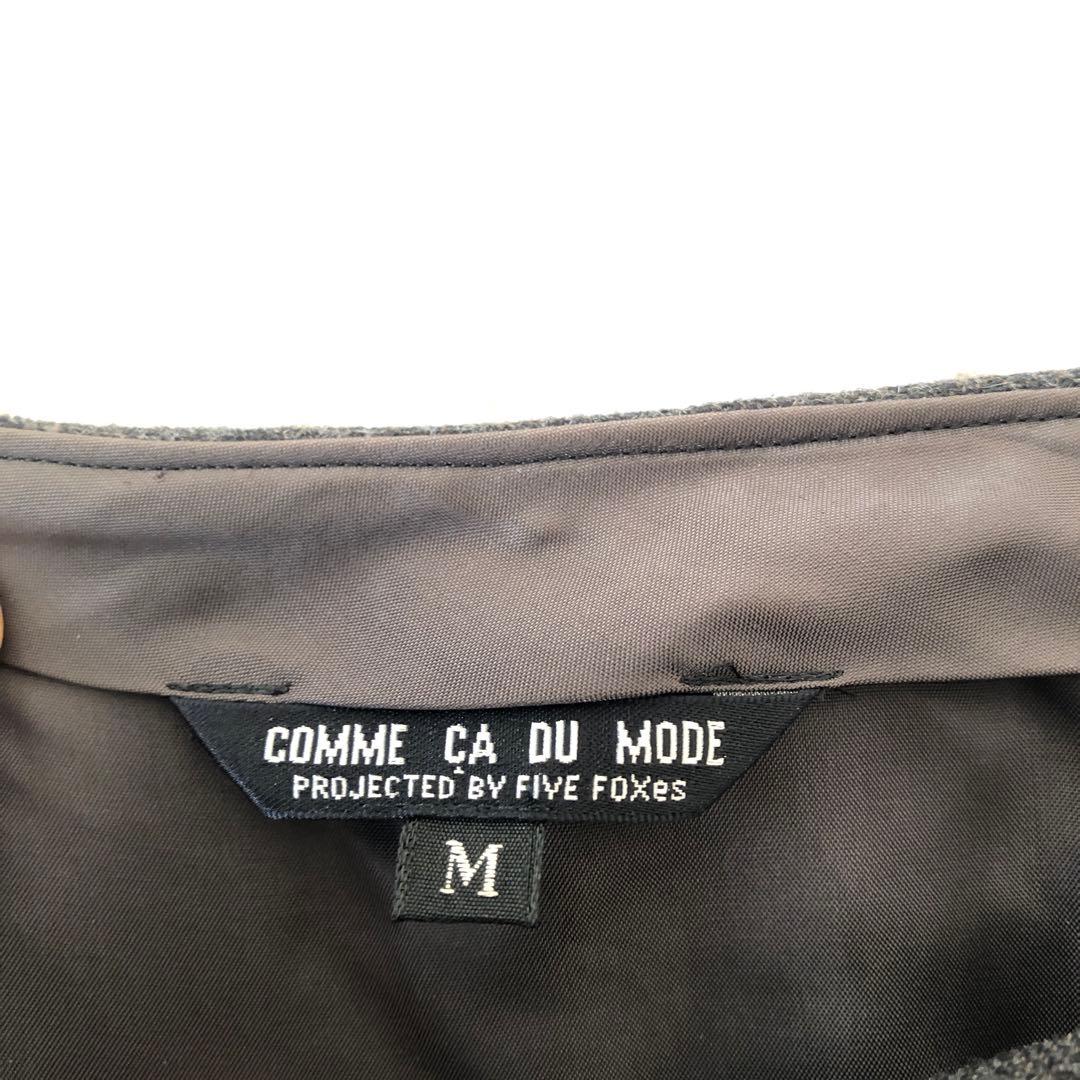 COMME ÇA DU MODE
PROJECTED BY FIVE FOXes
M